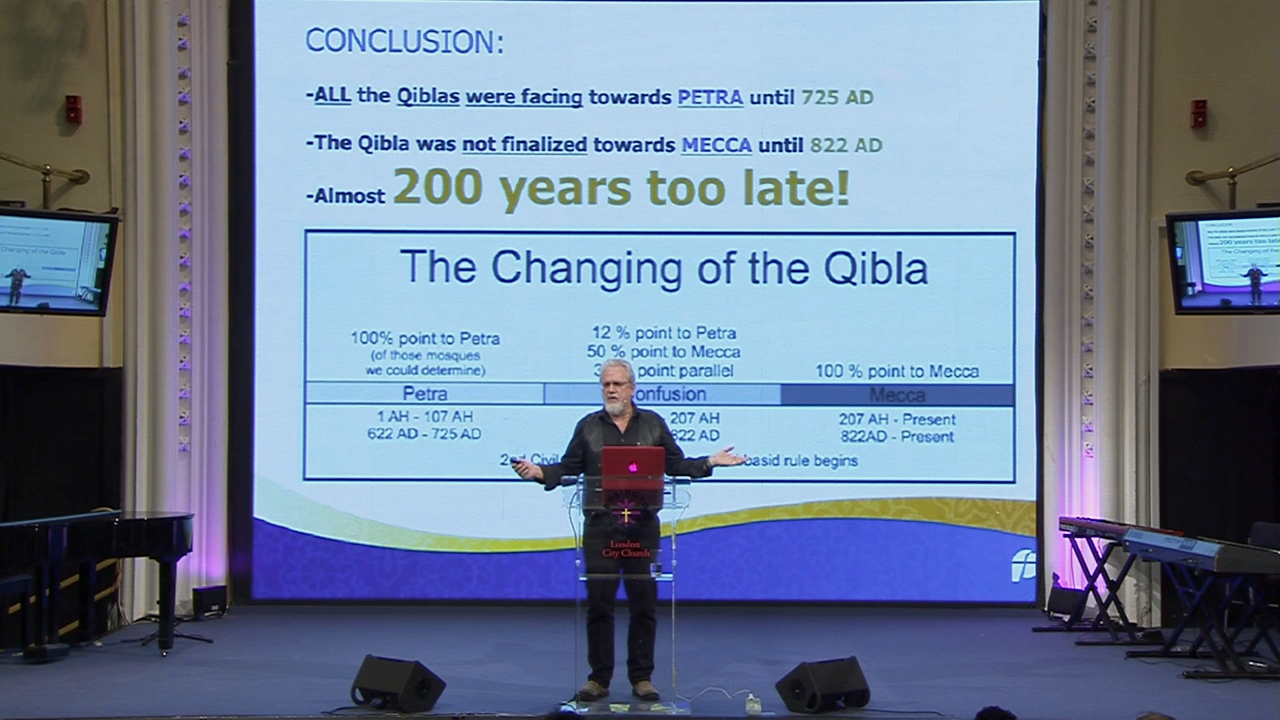 CONCLUSION:
-ALL the Qiblas were facing towards PETRA until 725 AD
-The Qibla was not finalized towards MECCA until 822 AD
-Almost 200 years too late!
The Changing of the Qibla
100% point to Petra
(of those mosques
we could determine)
12 % point to Petra
50 % point to Mecca
point parallel
100 % point to Mecca
Petra
onfusion
Mecca
1 AH - 107 AH
622 AD - 725 AD
207 AH
822 AD
207 AH - Present
822AD - Present
2nd Civil
basid rule begins
London
City Church